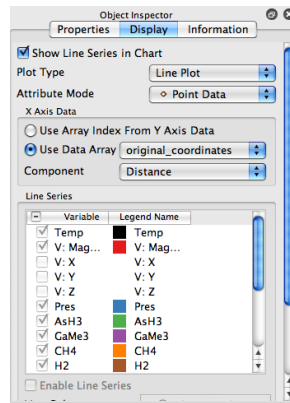 Object Inspector
Properties Display Information
Show Line Series in Chart
Plot Type Line Plot
Attribute Mode Point Data
X Axis Data
Use Array Index From Y Axis Data
Use Data Array original_coordinates
Component Distance
Line Series
Variable Legend Name
Temp Temp
V: Mag... V: Mag...
V: X V: X
V: Y V: Y
V: Z V: Z
Pres Pres
AsH3 AsH3
GaMe3 GaMe3
CH4 CH4
H2 H2
Enable Line Series